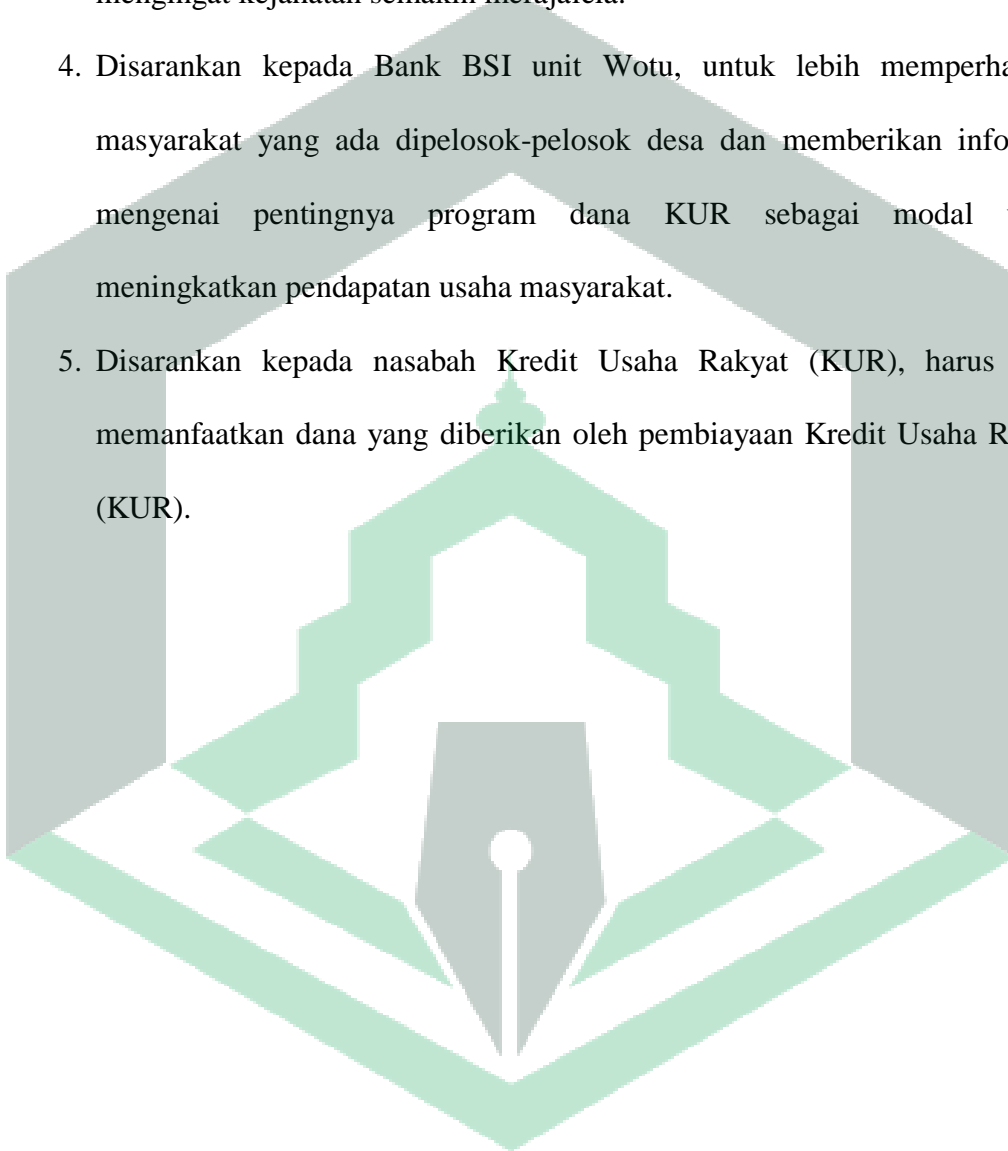 mengingat kejahatan semakin merajalela.
4. Disarankan kepada Bank BSI unit Wotu, untuk lebih
masyarakat yang ada dipelosok-pelosok desa dan memberikan
mengenai pentingnya program dana KUR sebagai modal
meningkatkan pendapatan usaha masyarakat.
5. Disarankan kepada nasabah Kredit Usaha Rakyat (KUR), harus
memanfaatkan dana yang diberikan oleh pembiayaan Kredit Usaha
(KUR).